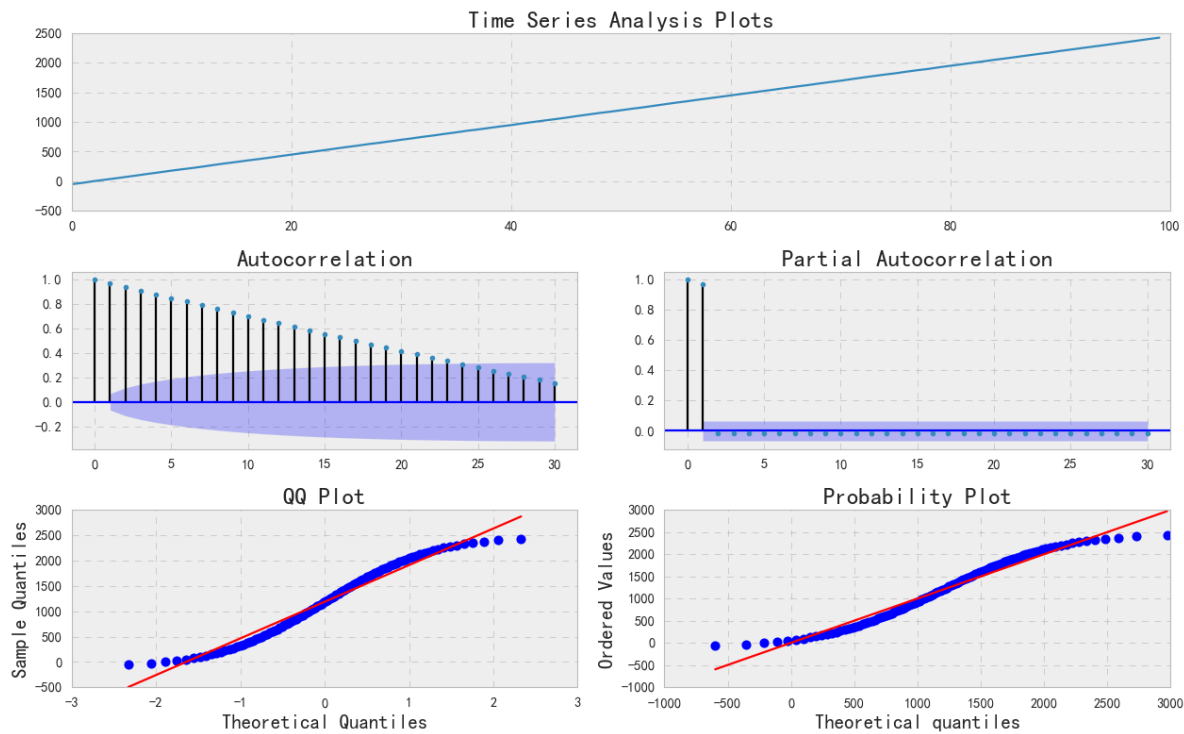 Time Series Analysis Plots
2500
2000
1500
1000
500
0
−500
0 20 40 60 80 100
Autocorrelation
1.0
0.8
0.6
0.4
0.2
0.0
−0.2
0 5 10 15 20 25 30
Partial Autocorrelation
1.0
0.8
0.6
0.4
0.2
0.0
0 5 10 15 20 25 30
QQ Plot
Sample Quantiles
3000
2500
2000
1500
1000
500
0
−500
−3 −2 −1 0 1 2 3
Theoretical Quantiles
Probability Plot
Ordered Values
3000
2500
2000
1500
1000
500
0
−500
−1000
−1000 −500 0 500 1000 1500 2000 2500 3000
Theoretical quantiles